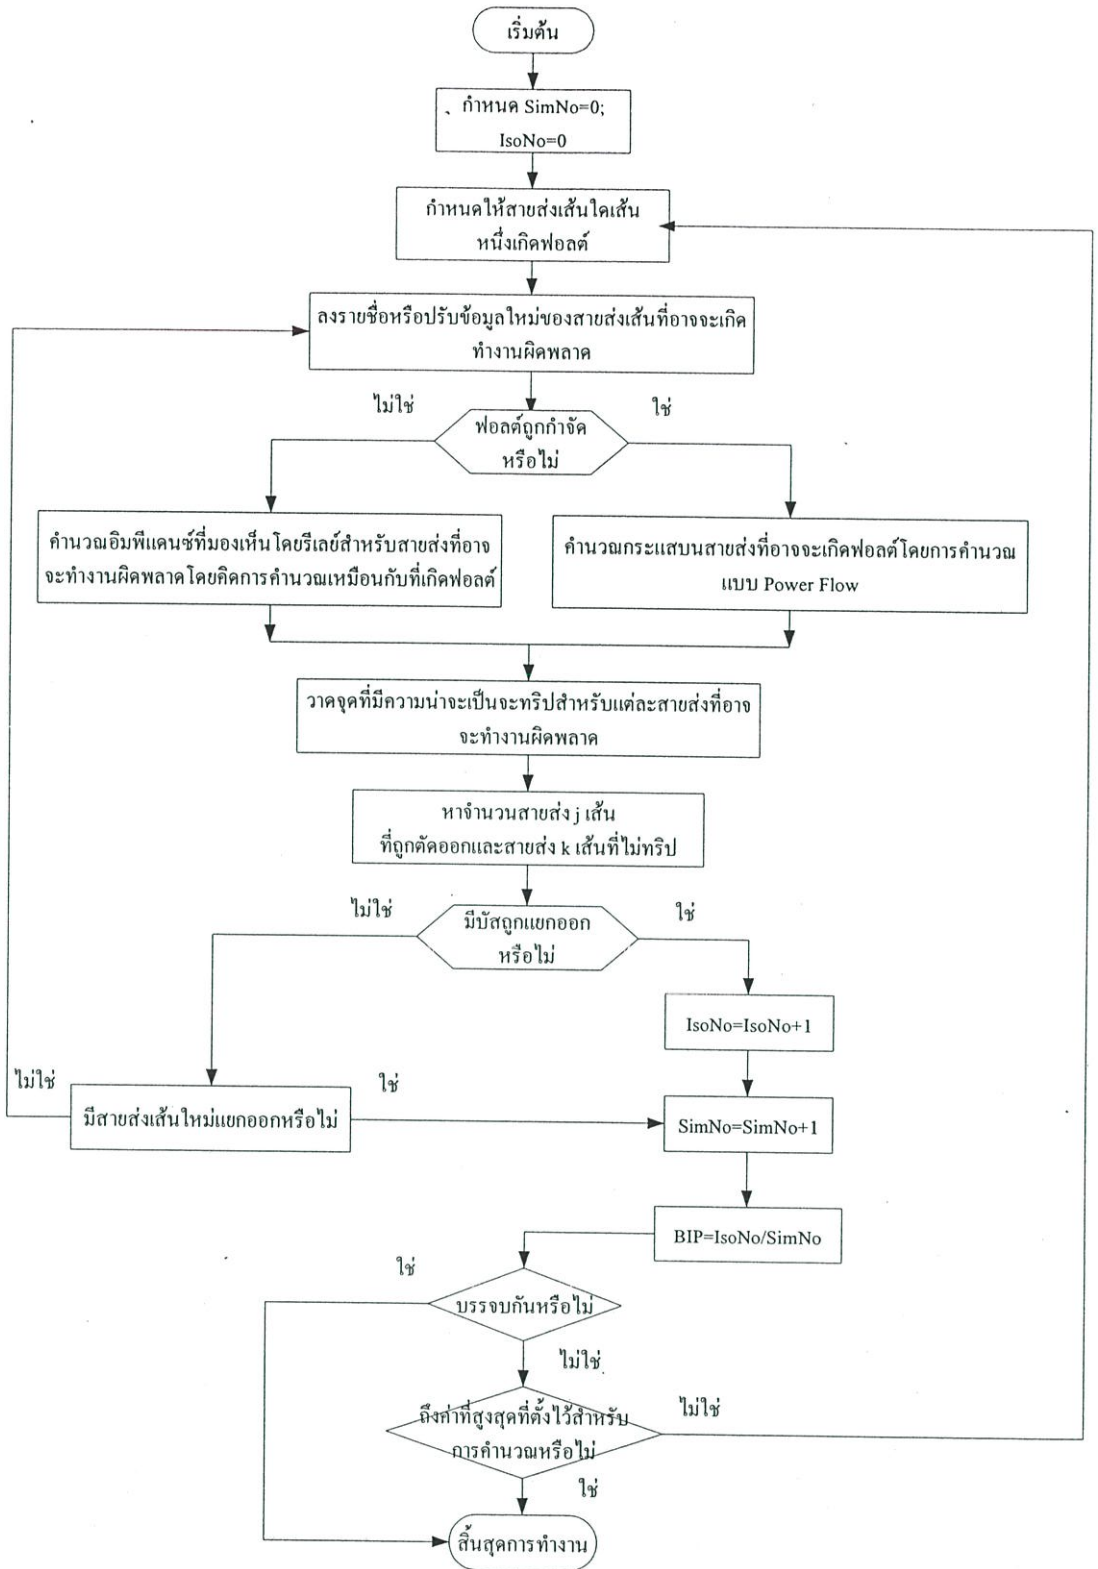 เริ่มต้น
กำหนด SimNo=0;
IsoNo=0
กำหนดให้สายส่งเส้นใดเส้น
หนึ่งเกิดฟอลต์
ลงรายชื่อหรือปรับข้อมูลใหม่ของสายส่งเส้นที่อาจจะเกิด
ทำงานผิดพลาด
ไม่ใช่
ใช่
ฟอลต์ถูกกำจัด
หรือไม่
คำนวณอิมพีแดนซ์ที่มองเห็นโดยรีเลย์สำหรับสายส่งที่อาจ
จะทำงานผิดพลาดโดยคิดการคำนวณเหมือนกับที่เกิดฟอลต์
คำนวณกระแสบนสายส่งที่อาจจะเกิดฟอลต์โดยการคำนวณ
แบบ Power Flow
วาดจุดที่มีความน่าจะเป็นจะทริปสำหรับแต่ละสายส่งที่อาจ
จะทำงานผิดพลาด
หาจำนวนสายส่ง j เส้น
ที่ถูกตัดออกและสายส่ง k เส้นที่ไม่ทริป
ไม่ใช่
ใช่
มีบัสถูกแยกออก
หรือไม่
IsoNo=IsoNo+1
ไม่ใช่
ใช่
มีสายส่งเส้นใหม่แยกออกหรือไม่
SimNo=SimNo+1
BIP=IsoNo/SimNo
ใช่
บรรจบกันหรือไม่
ไม่ใช่
ถึงค่าที่สูงสุดที่ตั้งไว้สำหรับ
การคำนวณหรือไม่
ไม่ใช่
ใช่
สิ้นสุดการทำงาน